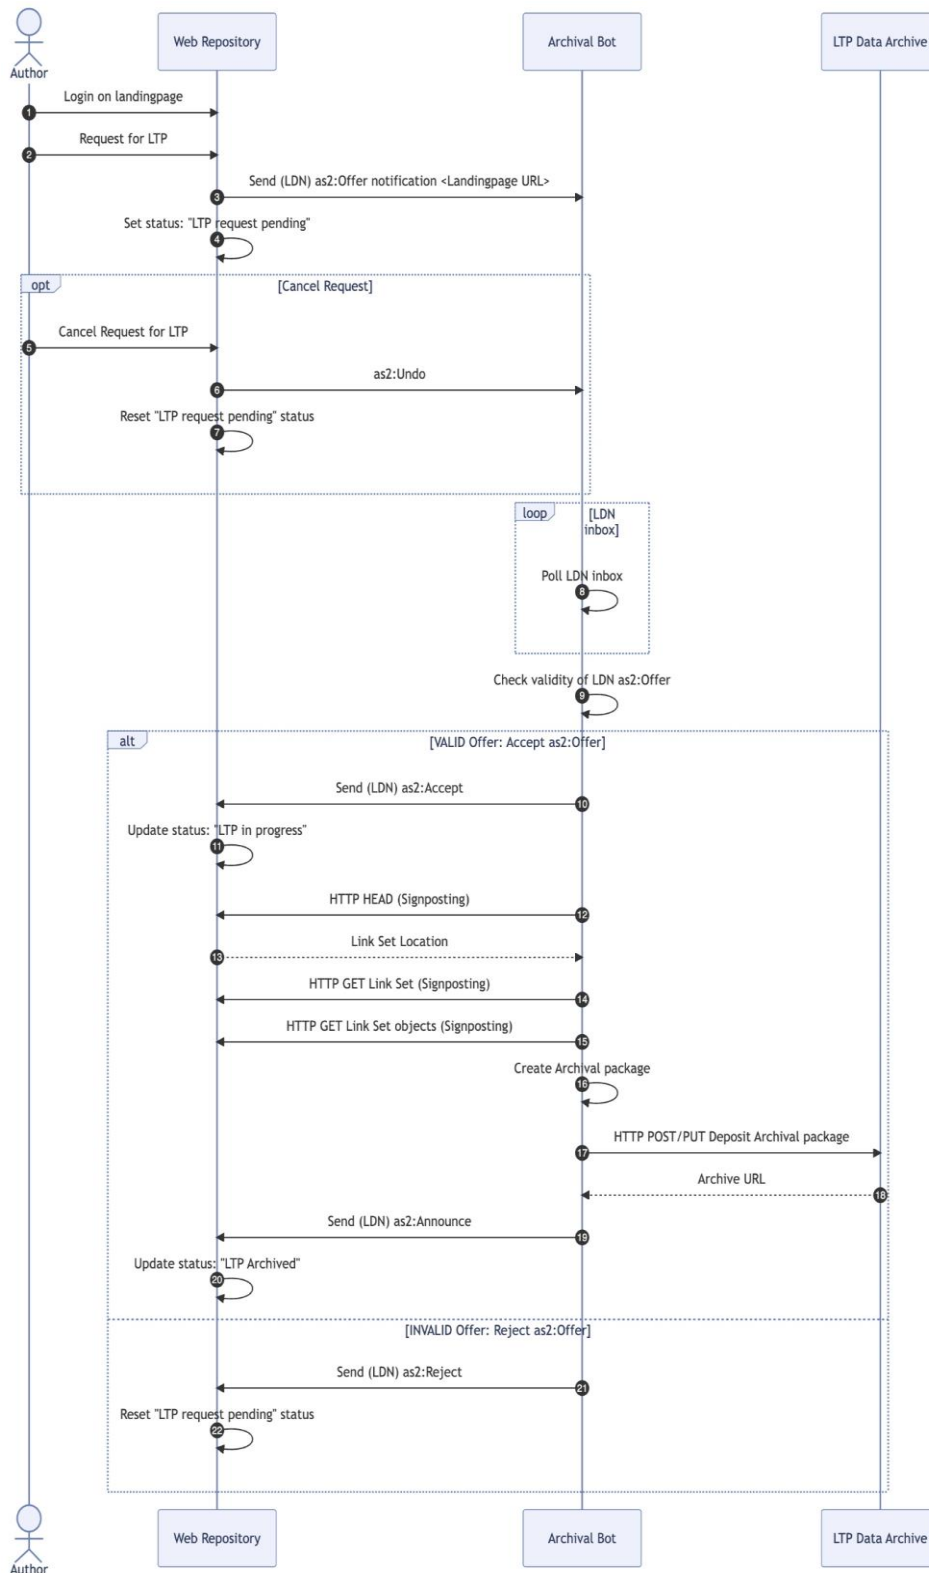 Web Repository
Archival Bot
LTP Data Archive
Author
Login on landingpage
1
Request for LTP
2
Send (LDN) as2:Offer notification <Landingpage URL>
3
Set status: "LTP request pending"
4
opt
[Cancel Request]
Cancel Request for LTP
5
as2:Undo
6
Reset "LTP request pending" status
7
loop
[LDN
inbox]
Poll LDN inbox
8
Check validity of LDN as2:Offer
9
alt
[VALID Offer: Accept as2:Offer]
Send (LDN) as2:Accept
10
Update status: "LTP in progress"
11
HTTP HEAD (Signposting)
12
Link Set Location
13
HTTP GET Link Set (Signposting)
14
HTTP GET Link Set objects (Signposting)
15
Create Archival package
16
HTTP POST/PUT Deposit Archival package
17
Archive URL
18
Send (LDN) as2:Announce
19
Update status: "LTP Archived"
20
[INVALID Offer: Reject as2:Offer]
Send (LDN) as2:Reject
21
Reset "LTP request pending" status
22
Web Repository
Archival Bot
LTP Data Archive
Author